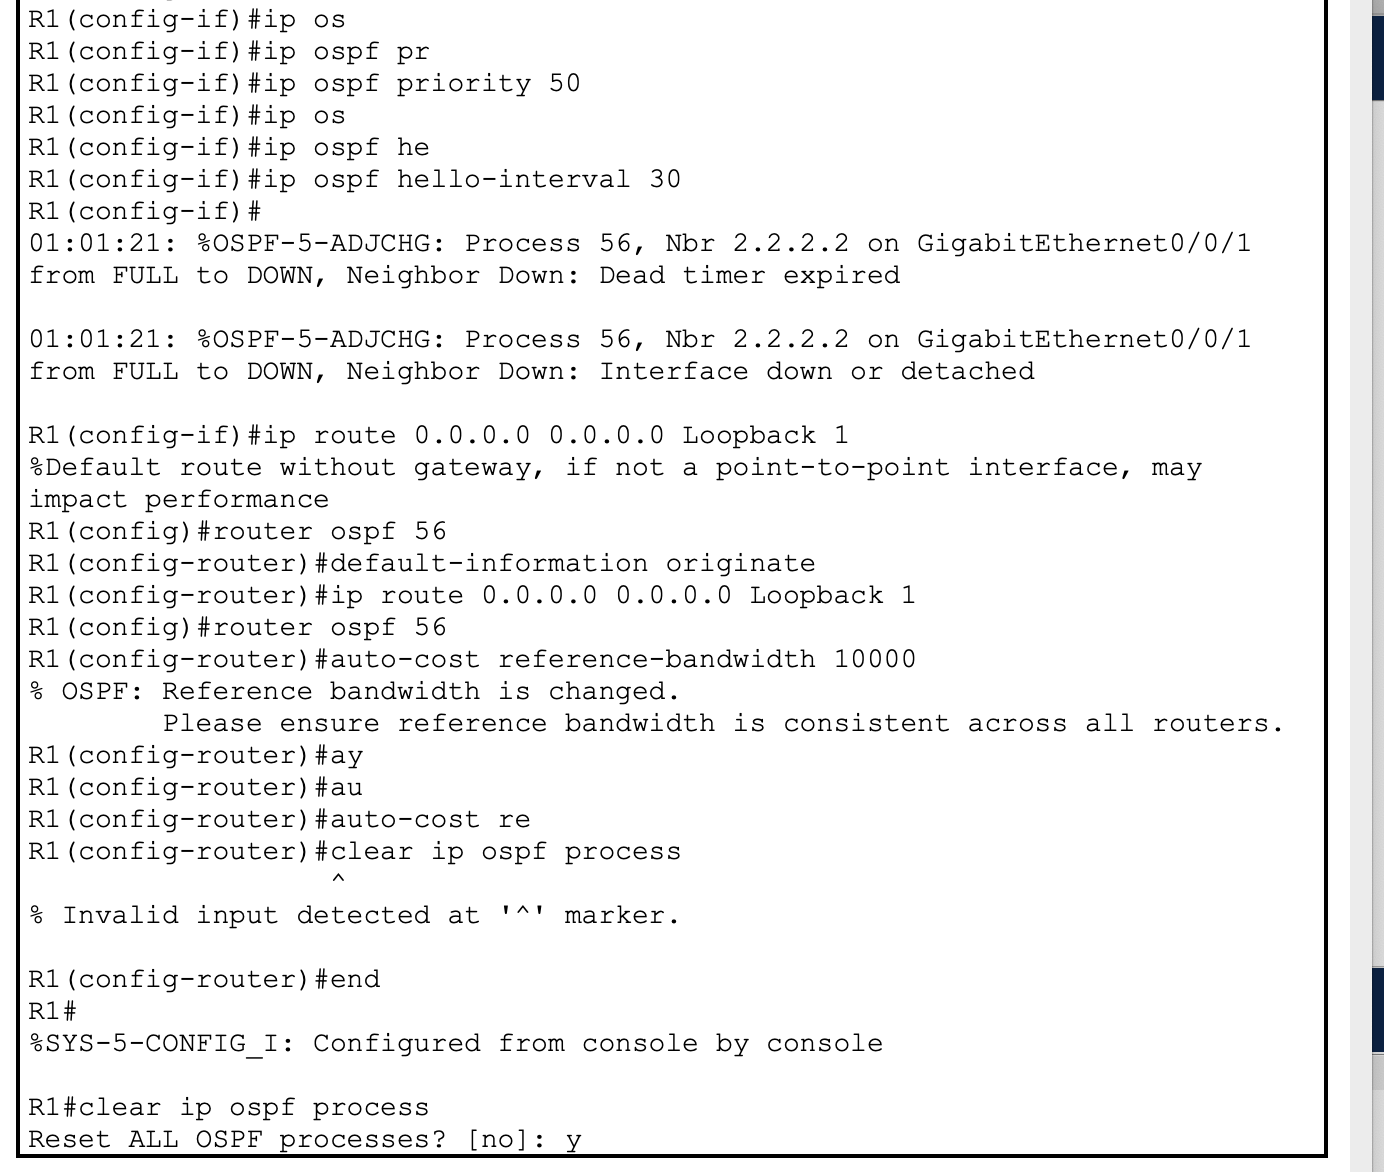 R1(config-if)#ip os
R1(config-if)#ip ospf pr
R1(config-if)#ip ospf priority 50
R1(config-if)#ip os
R1(config-if)#ip ospf he
R1(config-if)#ip ospf hello-interval 30
R1(config-if)#
01:01:21: %OSPF-5-ADJCHG: Process 56, Nbr 2.2.2.2 on GigabitEthernet0/0/1
from FULL to DOWN, Neighbor Down: Dead timer expired
01:01:21: %OSPF-5-ADJCHG: Process 56, Nbr 2.2.2.2 on GigabitEthernet0/0/1
from FULL to DOWN, Neighbor Down: Interface down or detached
R1(config-if)#ip route 0.0.0.0 0.0.0.0 Loopback 1
%Default route without gateway, if not a point-to-point interface, may
impact performance
R1(config)#router ospf 56
R1(config-router)#default-information originate
R1(config-router)#ip route 0.0.0.0 0.0.0.0 Loopback 1
R1(config)#router ospf 56
R1(config-router)#auto-cost reference-bandwidth 10000
% OSPF: Reference bandwidth is changed.
Please ensure reference bandwidth is consistent across all routers.
R1(config-router)#ay
R1(config-router)#au
R1(config-router)#auto-cost re
R1(config-router)#clear ip ospf process
^
% Invalid input detected at '^' marker.
R1(config-router)#end
R1#
%SYS-5-CONFIG_I: Configured from console by console
R1#clear ip ospf process
Reset ALL OSPF processes? [no]: y